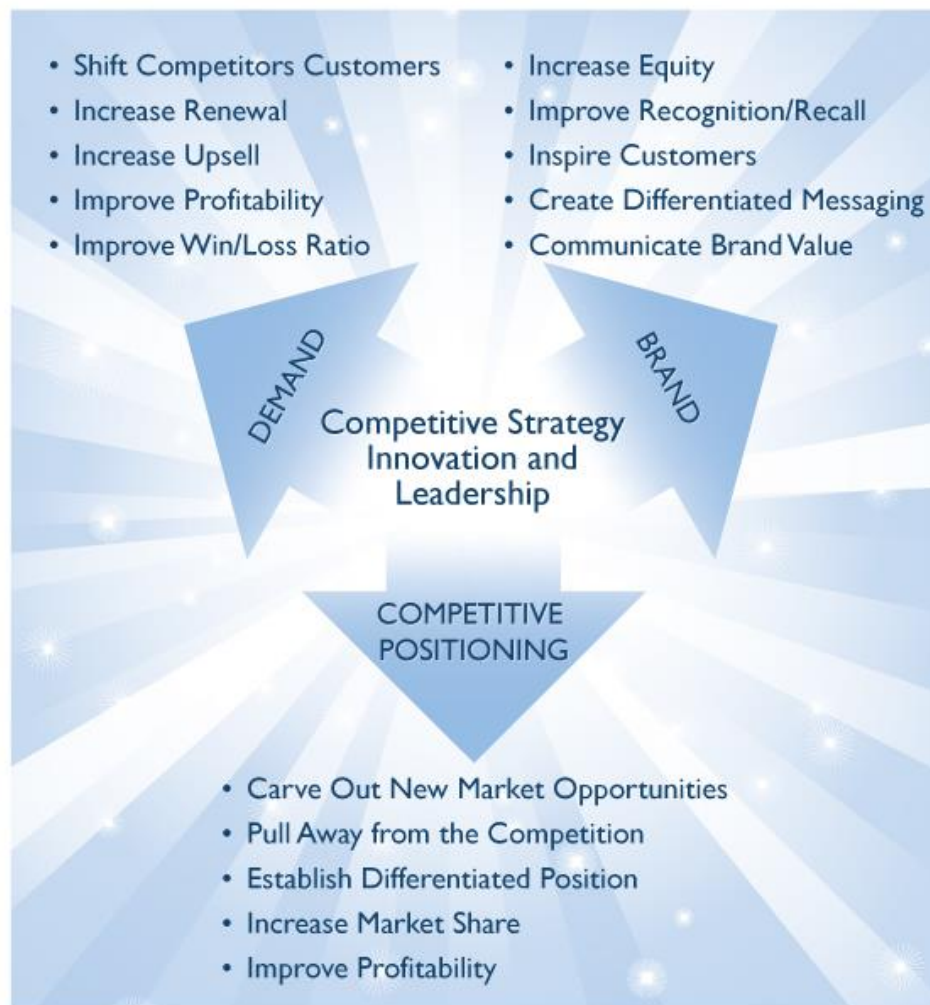 • Shift Competitors Customers
• Increase Renewal
• Increase Upsell
• Improve Profitability
• Improve Win/Loss Ratio
• Increase Equity
• Improve Recognition/Recall
• Inspire Customers
• Create Differentiated Messaging
• Communicate Brand Value
DEMAND
BRAND
Competitive Strategy
Innovation and
Leadership
COMPETITIVE
POSITIONING
• Carve Out New Market Opportunities
• Pull Away from the Competition
• Establish Differentiated Position
• Increase Market Share
• Improve Profitability